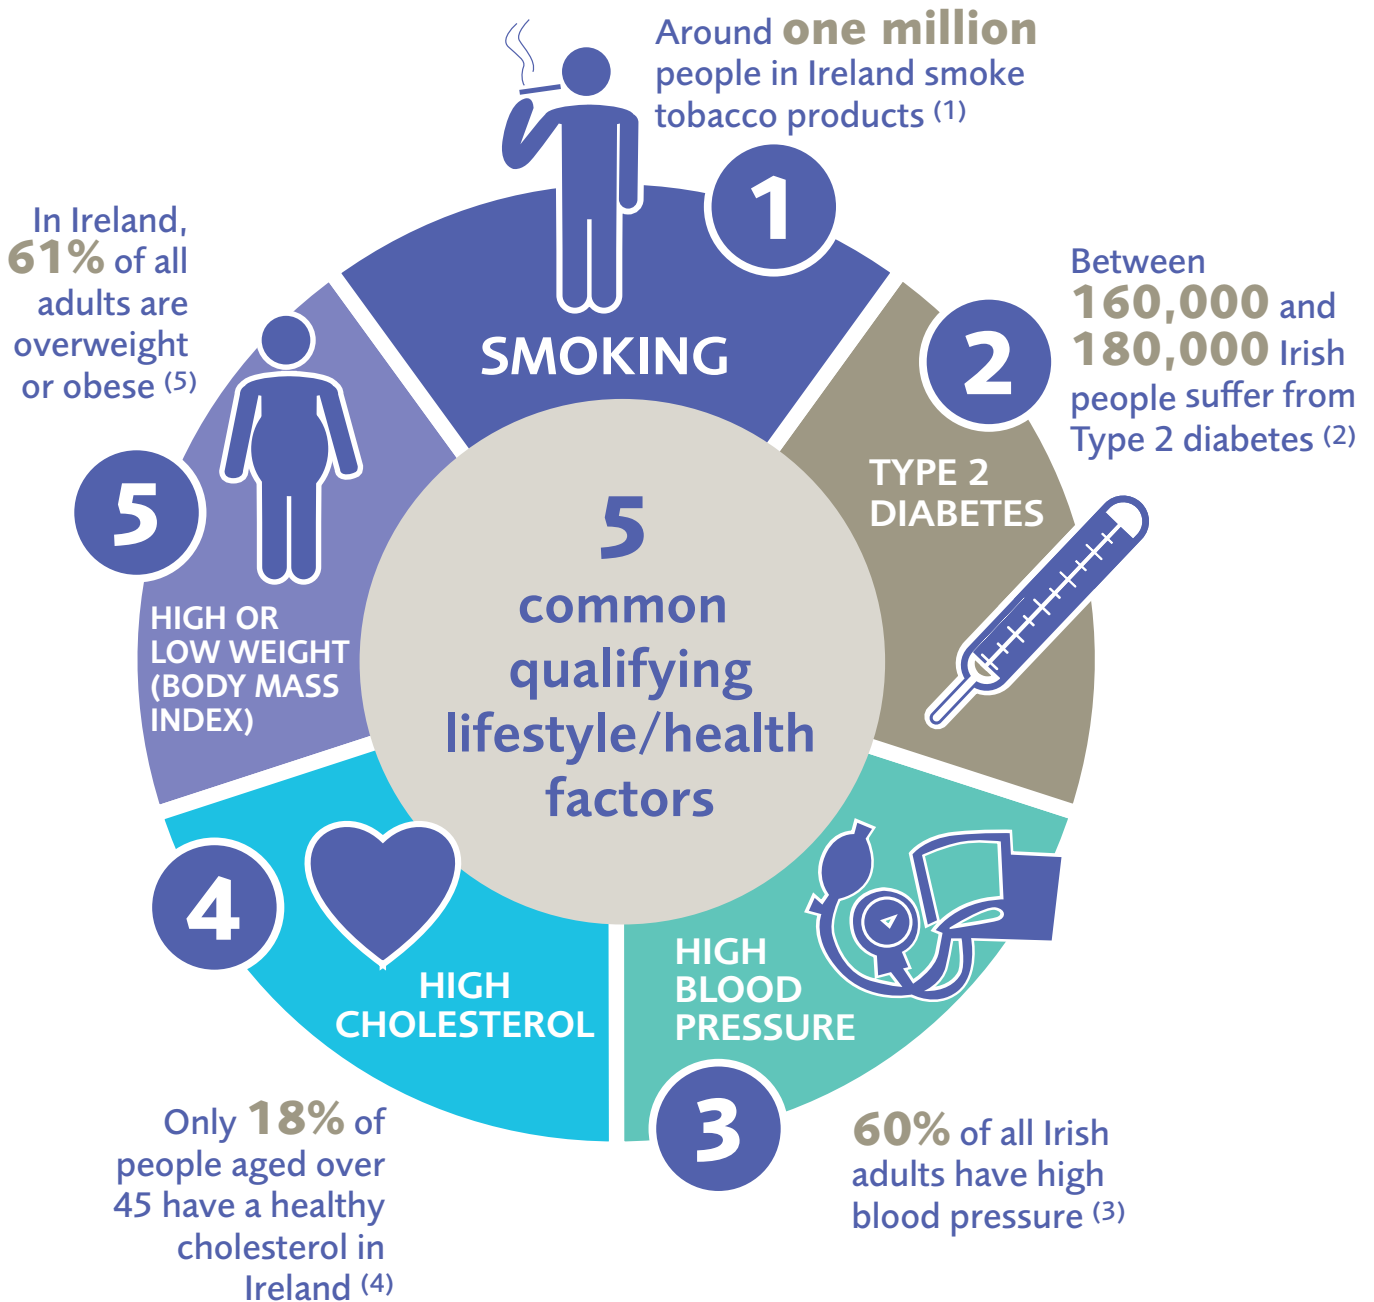 Around one million
people in Ireland smoke
tobacco products (1)
1
SMOKING
Between
160,000 and
180,000 Irish
people suffer from
Type 2 diabetes (2)
2
TYPE 2
DIABETES
HIGH
BLOOD
PRESSURE
3
60% of all Irish
adults have high
blood pressure (3)
4
HIGH
CHOLESTEROL
Only 18% of
people aged over
45 have a healthy
cholesterol in
Ireland (4)
In Ireland,
61% of all
adults are
overweight
or obese (5)
5
HIGH OR
LOW WEIGHT
(BODY MASS
INDEX)
5
common
qualifying
lifestyle/health
factors